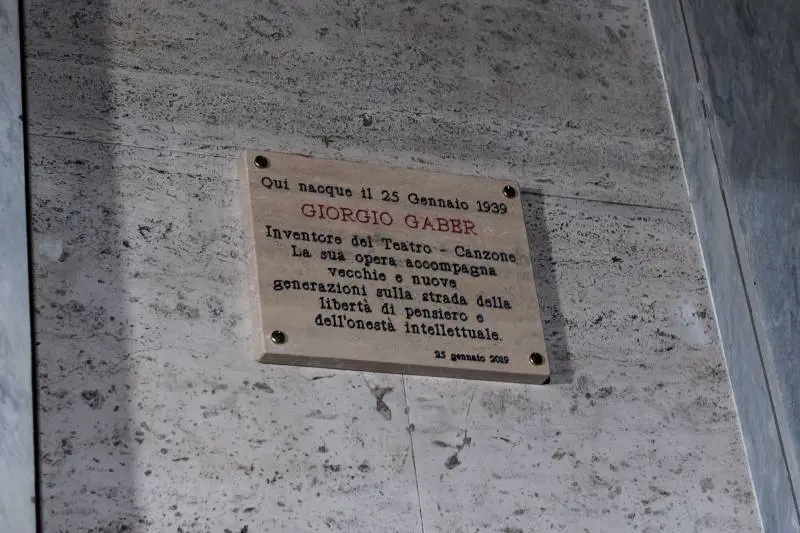 Qui nacque il 25 Gennaio 1939
GIORGIO GABER
Inventore del Teatro - Canzone
La sua opera accompagna
vecchie e nuove
generazioni sulla strada della
libertà di pensiero e
dell'onestà intellettuale.
25 gennaio 2019